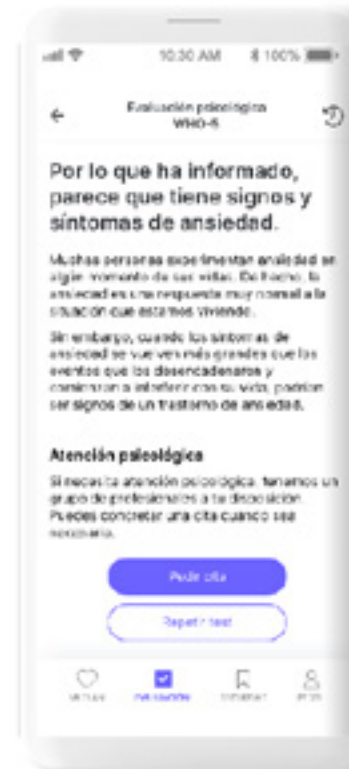 10:30 AM
100%
Evaluación psicológica
WHO-5
Por lo que ha informado,
parece que tiene signos y
síntomas de ansiedad.
Muchas personas experimentan ansiedad en
algún momento de sus vidas. De hecho, la
ansiedad es una respuesta muy normal a la
situación que estamos viviendo.
Sin embargo, cuando los síntomas de
ansiedad se vuelven más grandes que los
eventos que los desencadenaron y
comienzan a interferir con su vida, podrían
ser signos de un trastorno de ansiedad.
Atención psicológica
Si necesita atención psicológica, tenemos un
grupo de profesionales a tu disposición.
Puedes concretar una cita cuando sea
necesaria.
Pedir cita
Repetir test
EVALUACIÓN